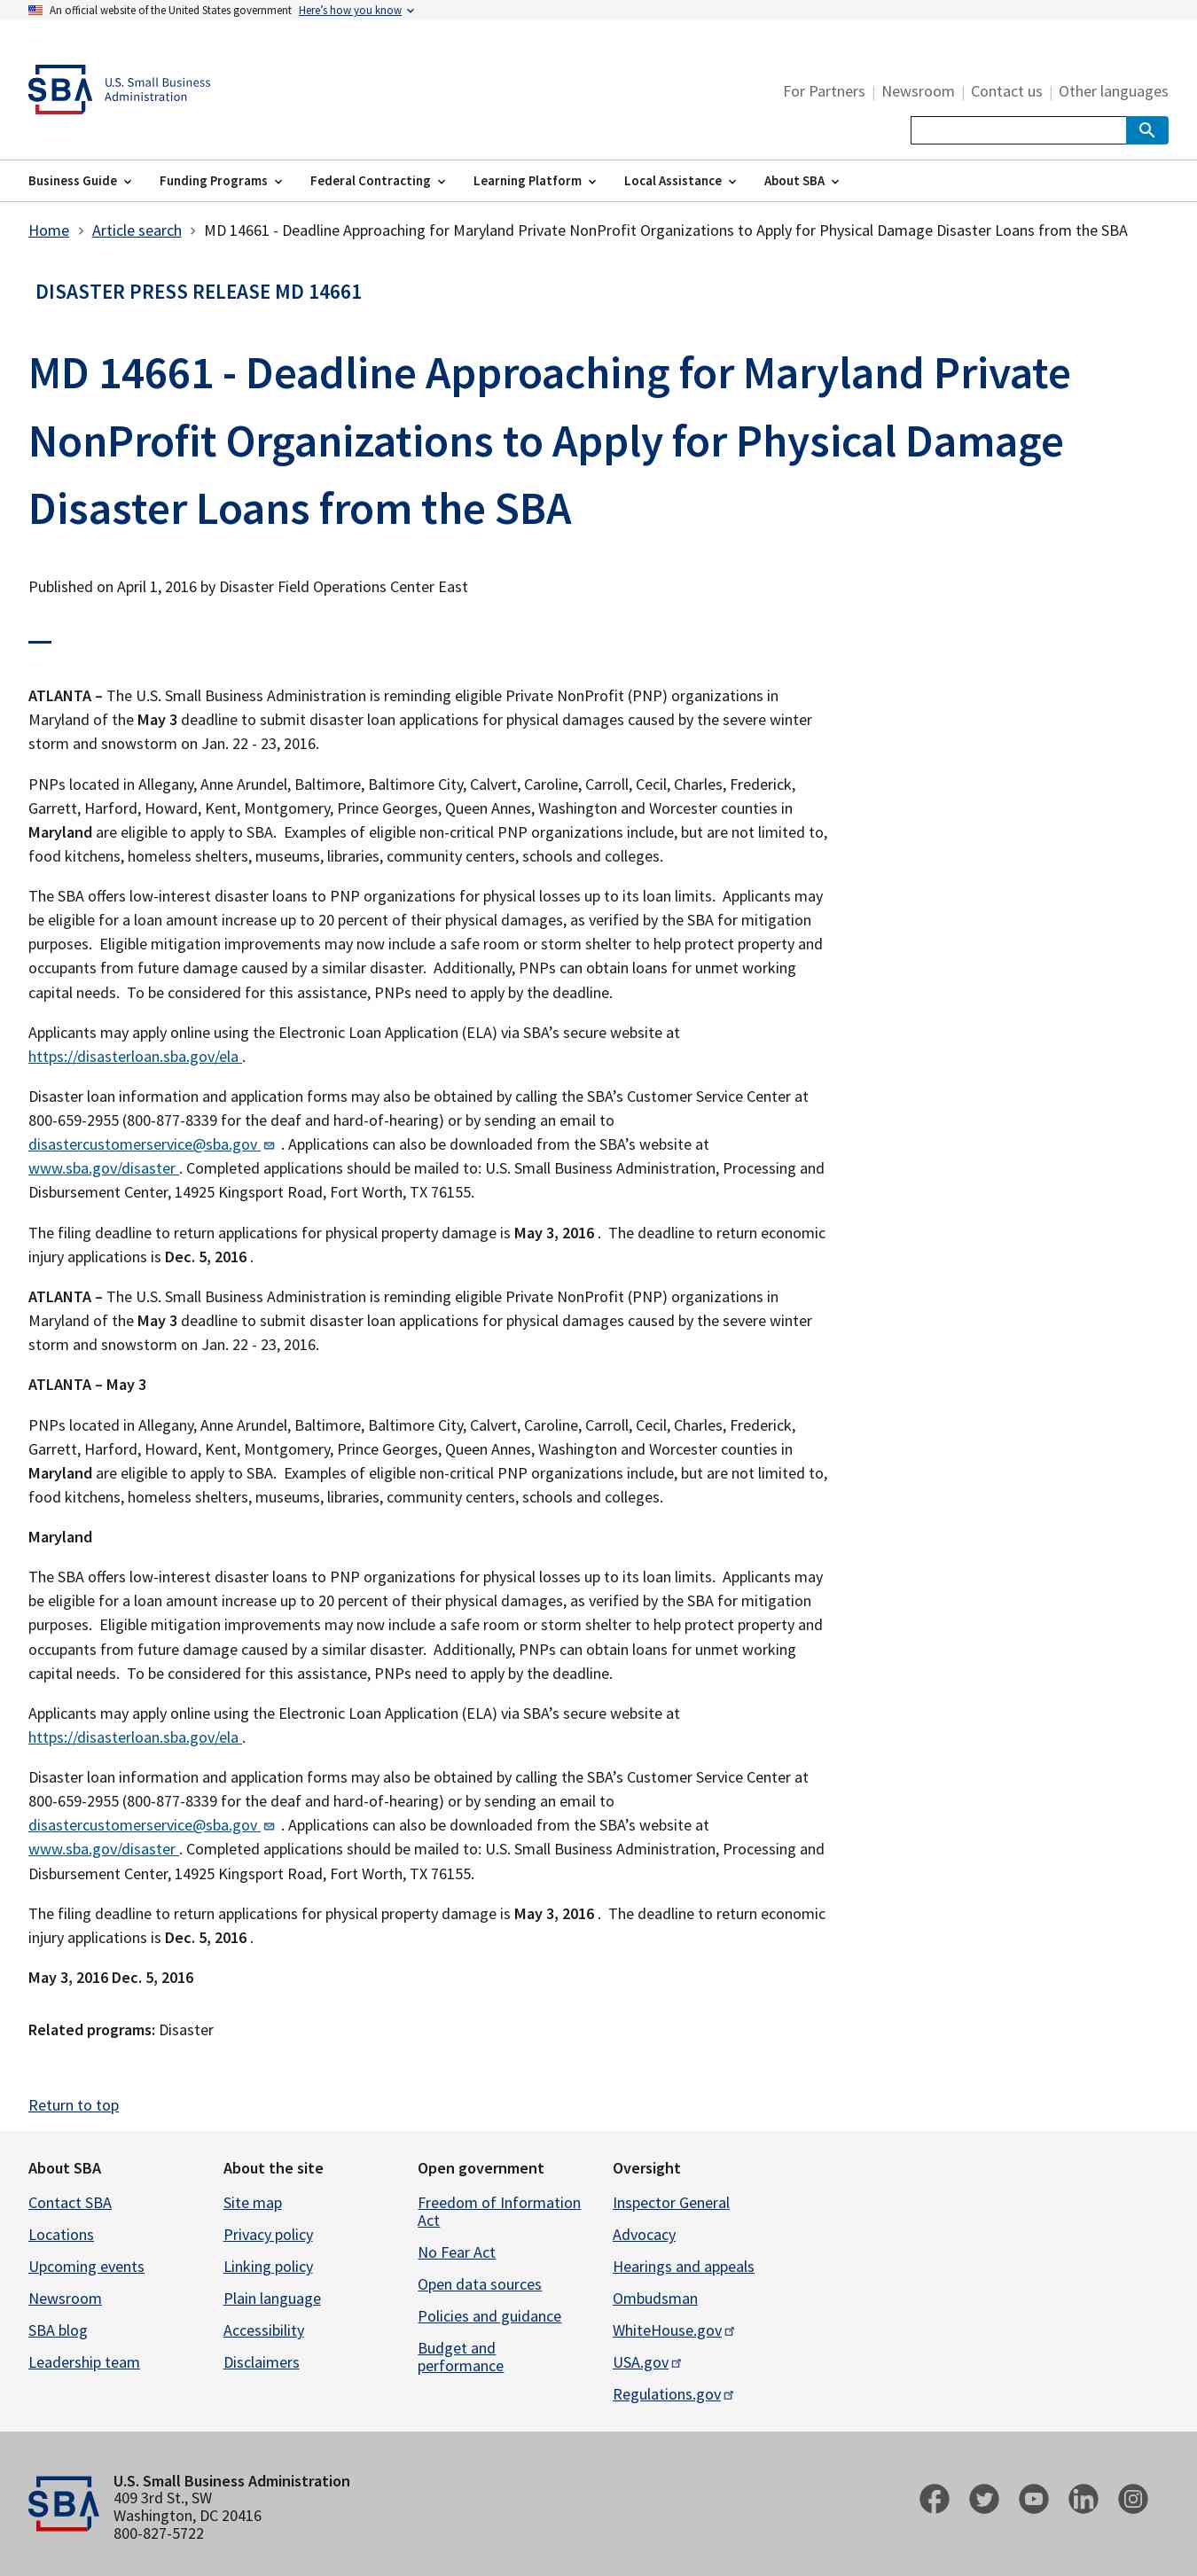 An official website of the United States government Here's how you know
SBA U.S. Small Business
Administration
For Partners | Newsroom | Contact us | Other languages
Business Guide Funding Programs Federal Contracting Learning Platform Local Assistance About SBA
Home > Article search > MD 14661 - Deadline Approaching for Maryland Private NonProfit Organizations to Apply for Physical Damage Disaster Loans from the SBA
DISASTER PRESS RELEASE MD 14661
MD 14661 - Deadline Approaching for Maryland Private
NonProfit Organizations to Apply for Physical Damage
Disaster Loans from the SBA
Published on April 1, 2016 by Disaster Field Operations Center East
ATLANTA – The U.S. Small Business Administration is reminding eligible Private NonProfit (PNP) organizations in
Maryland of the May 3 deadline to submit disaster loan applications for physical damages caused by the severe winter
storm and snowstorm on Jan. 22 - 23, 2016.
PNPs located in Allegany, Anne Arundel, Baltimore, Baltimore City, Calvert, Caroline, Carroll, Cecil, Charles, Frederick,
Garrett, Harford, Howard, Kent, Montgomery, Prince Georges, Queen Annes, Washington and Worcester counties in
Maryland are eligible to apply to SBA.  Examples of eligible non-critical PNP organizations include, but are not limited to,
food kitchens, homeless shelters, museums, libraries, community centers, schools and colleges.
The SBA offers low-interest disaster loans to PNP organizations for physical losses up to its loan limits.  Applicants may
be eligible for a loan amount increase up to 20 percent of their physical damages, as verified by the SBA for mitigation
purposes.  Eligible mitigation improvements may now include a safe room or storm shelter to help protect property and
occupants from future damage caused by a similar disaster.  Additionally, PNPs can obtain loans for unmet working
capital needs.  To be considered for this assistance, PNPs need to apply by the deadline.
Applicants may apply online using the Electronic Loan Application (ELA) via SBA's secure website at
https://disasterloan.sba.gov/ela .
Disaster loan information and application forms may also be obtained by calling the SBA's Customer Service Center at
800-659-2955 (800-877-8339 for the deaf and hard-of-hearing) or by sending an email to
disastercustomerservice@sba.gov . Applications can also be downloaded from the SBA's website at
www.sba.gov/disaster . Completed applications should be mailed to: U.S. Small Business Administration, Processing and
Disbursement Center, 14925 Kingsport Road, Fort Worth, TX 76155.
The filing deadline to return applications for physical property damage is May 3, 2016 .  The deadline to return economic
injury applications is Dec. 5, 2016 .
ATLANTA – The U.S. Small Business Administration is reminding eligible Private NonProfit (PNP) organizations in
Maryland of the May 3 deadline to submit disaster loan applications for physical damages caused by the severe winter
storm and snowstorm on Jan. 22 - 23, 2016.
ATLANTA – May 3
PNPs located in Allegany, Anne Arundel, Baltimore, Baltimore City, Calvert, Caroline, Carroll, Cecil, Charles, Frederick,
Garrett, Harford, Howard, Kent, Montgomery, Prince Georges, Queen Annes, Washington and Worcester counties in
Maryland are eligible to apply to SBA.  Examples of eligible non-critical PNP organizations include, but are not limited to,
food kitchens, homeless shelters, museums, libraries, community centers, schools and colleges.
Maryland
The SBA offers low-interest disaster loans to PNP organizations for physical losses up to its loan limits.  Applicants may
be eligible for a loan amount increase up to 20 percent of their physical damages, as verified by the SBA for mitigation
purposes.  Eligible mitigation improvements may now include a safe room or storm shelter to help protect property and
occupants from future damage caused by a similar disaster.  Additionally, PNPs can obtain loans for unmet working
capital needs.  To be considered for this assistance, PNPs need to apply by the deadline.
Applicants may apply online using the Electronic Loan Application (ELA) via SBA's secure website at
https://disasterloan.sba.gov/ela .
Disaster loan information and application forms may also be obtained by calling the SBA's Customer Service Center at
800-659-2955 (800-877-8339 for the deaf and hard-of-hearing) or by sending an email to
disastercustomerservice@sba.gov . Applications can also be downloaded from the SBA's website at
www.sba.gov/disaster . Completed applications should be mailed to: U.S. Small Business Administration, Processing and
Disbursement Center, 14925 Kingsport Road, Fort Worth, TX 76155.
The filing deadline to return applications for physical property damage is May 3, 2016 .  The deadline to return economic
injury applications is Dec. 5, 2016 .
May 3, 2016 Dec. 5, 2016
Related programs: Disaster
Return to top
About SBA
Contact SBA
Locations
Upcoming events
Newsroom
SBA blog
Leadership team
About the site
Site map
Privacy policy
Linking policy
Plain language
Accessibility
Disclaimers
Open government
Freedom of Information
Act
No Fear Act
Open data sources
Policies and guidance
Budget and
performance
Oversight
Inspector General
Advocacy
Hearings and appeals
Ombudsman
WhiteHouse.gov
USA.gov
Regulations.gov
SBA
U.S. Small Business Administration
409 3rd St., SW
Washington, DC 20416
800-827-5722